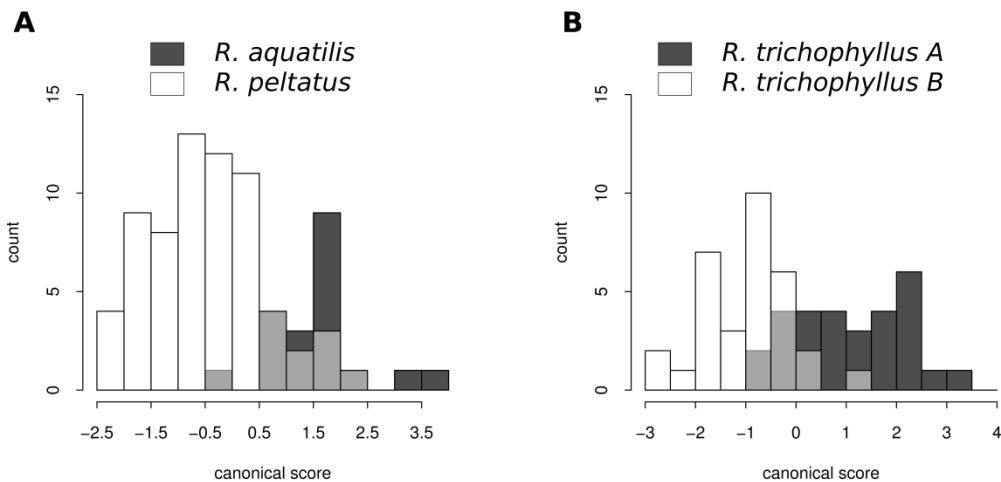 A
R. aquatilis
R. peltatus
15
10
5
0
count
−2.5 −1.5 −0.5 0.5 1.5 2.5 3.5
canonical score
B
R. trichophyllus A
R. trichophyllus B
15
10
5
0
count
−3 −2 −1 0 1 2 3 4
canonical score